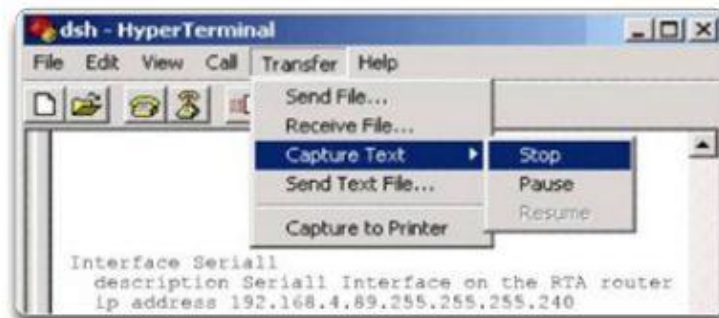 dsh - HyperTerminal
File Edit View Call Transfer Help
Send File...
Receive File...
Capture Text
Stop
Send Text File...
Pause
Resume
Capture to Printer
Interface Serial1
description Serial1 Interface on the RTA router
ip address 192.168.4.89.255.255.255.240